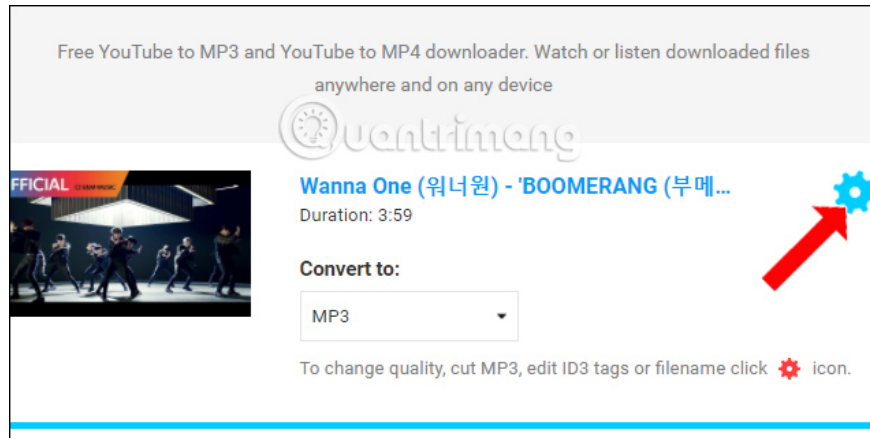 Free YouTube to MP3 and YouTube to MP4 downloader. Watch or listen downloaded files
anywhere and on any device
Quantrimang
FFICIAL
Wanna One (워너원) - 'BOOMERANG (부메...
Duration: 3:59
Convert to:
MP3
To change quality, cut MP3, edit ID3 tags or filename click icon.